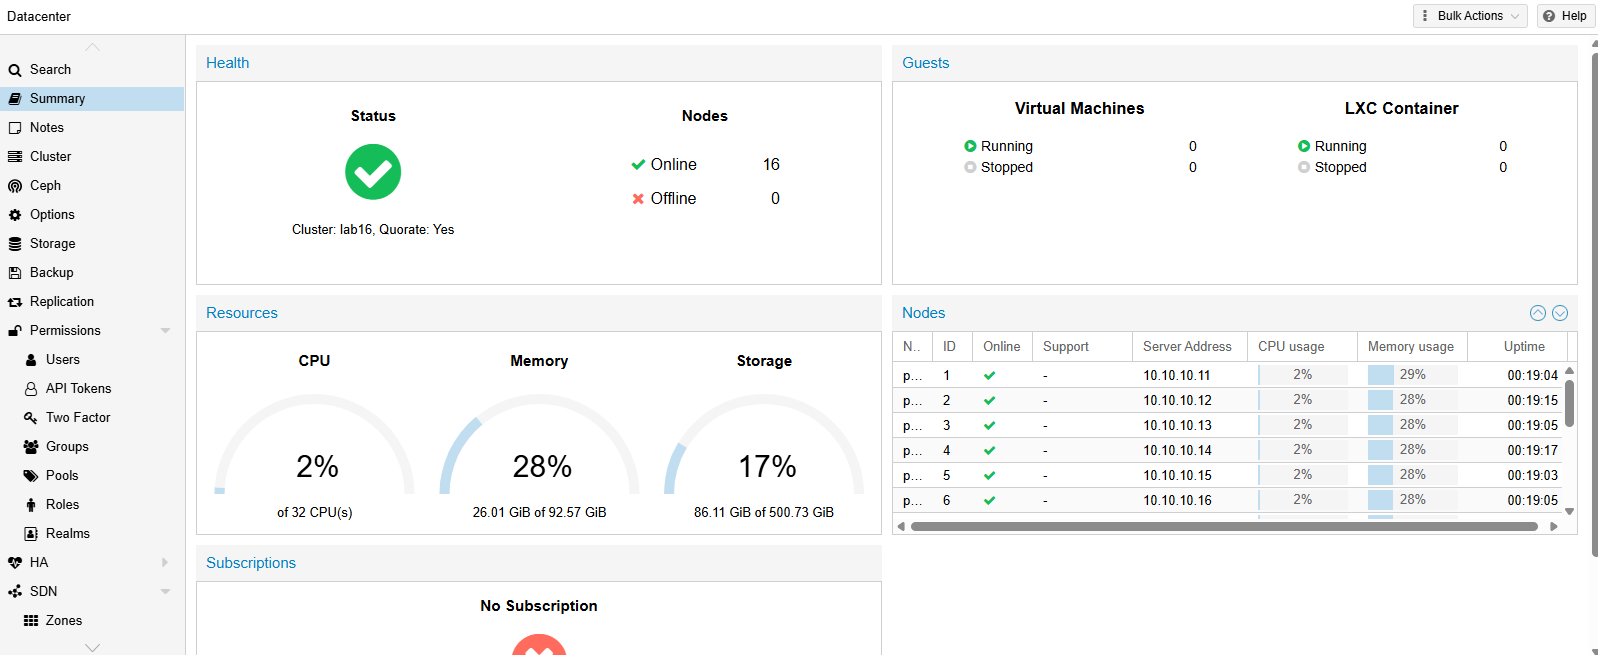 Datacenter
Bulk Actions
Help
Search
Summary
Notes
Cluster
Ceph
Options
Storage
Backup
Replication
Permissions
Users
API Tokens
Two Factor
Groups
Pools
Roles
Realms
HA
SDN
Zones
Health
Status
Nodes
Online 16
Offline 0
Cluster: lab16, Quorate: Yes
Guests
Virtual Machines
Running 0
Stopped 0
LXC Container
Running 0
Stopped 0
Resources
CPU
2%
of 32 CPU(s)
Memory
28%
26.01 GiB of 92.57 GiB
Storage
17%
86.11 GiB of 500.73 GiB
Nodes
N.. ID Online Support Server Address CPU usage Memory usage Uptime
p... 1 - 10.10.10.11 2% 29% 00:19:04
p... 2 - 10.10.10.12 2% 28% 00:19:15
p... 3 - 10.10.10.13 2% 28% 00:19:05
p... 4 - 10.10.10.14 2% 28% 00:19:17
p... 5 - 10.10.10.15 2% 28% 00:19:03
p... 6 - 10.10.10.16 2% 28% 00:19:05
Subscriptions
No Subscription